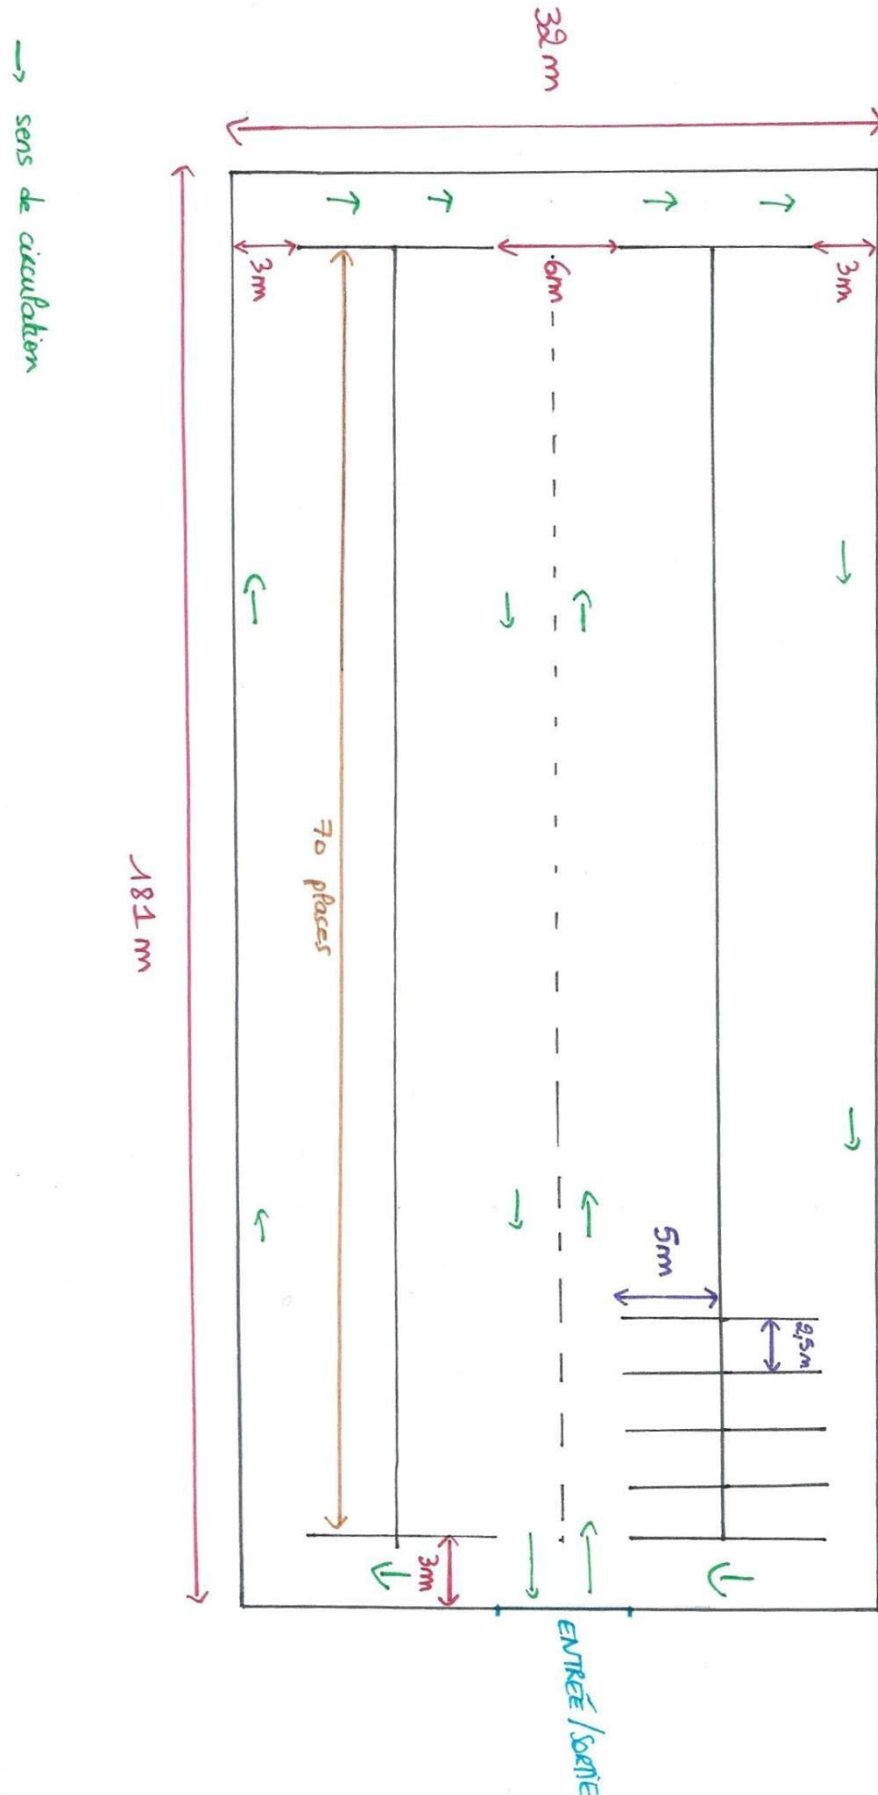 32 m
3m
6m
3m
70 places
181 m
5m
2,5m
3m
ENTRÉE / SORTIE
→ sens de circulation